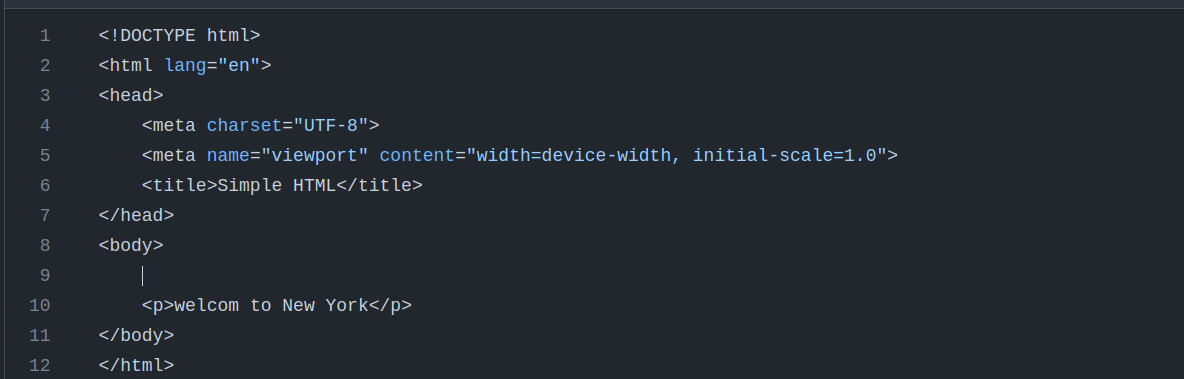 1 <!DOCTYPE html>
2 <html lang="en">
3 <head>
4     <meta charset="UTF-8">
5     <meta name="viewport" content="width=device-width, initial-scale=1.0">
6     <title>Simple HTML</title>
7 </head>
8 <body>
9
10     <p>welcom to New York</p>
11 </body>
12 </html>